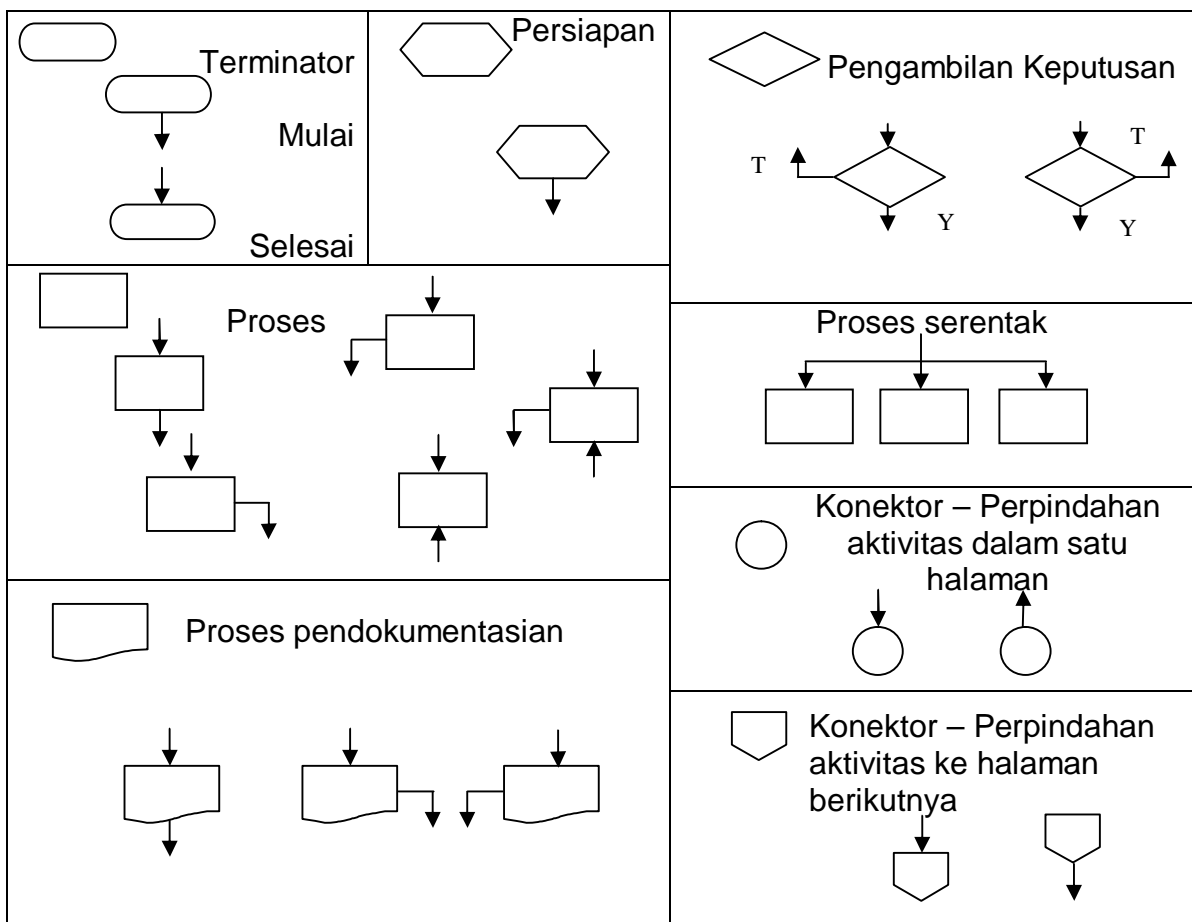 Terminator
Mulai
Selesai
Persiapan
Pengambilan Keputusan
T
Y
T
Y
Proses
Proses serentak
Konektor – Perpindahan
aktivitas dalam satu
halaman
Proses pendokumentasian
Konektor – Perpindahan
aktivitas ke halaman
berikutnya